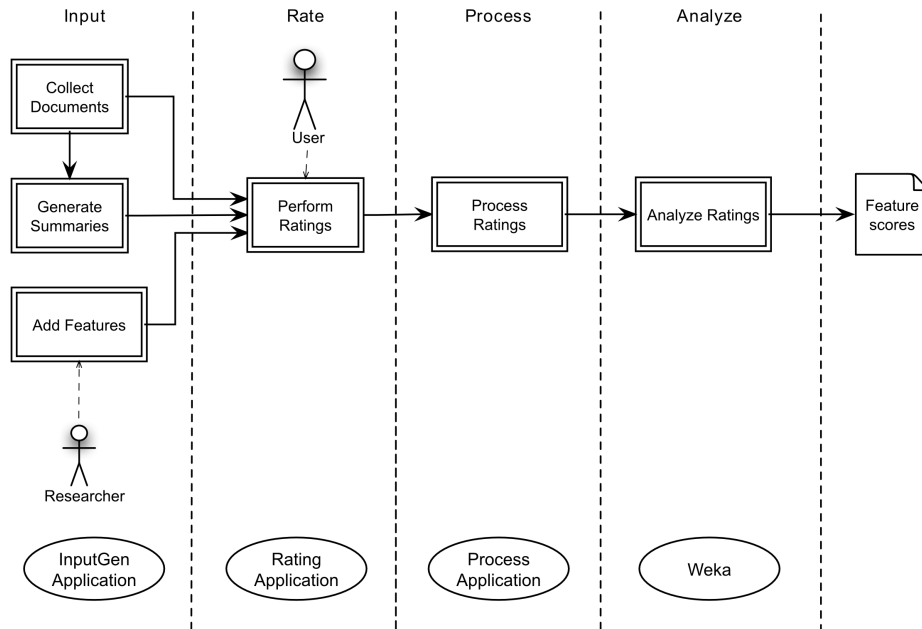 Input
Rate
Process
Analyze
Collect
Documents
User
Generate
Summaries
Perform
Ratings
Process
Ratings
Analyze Ratings
Feature
scores
Add Features
Researcher
InputGen
Application
Rating
Application
Process
Application
Weka